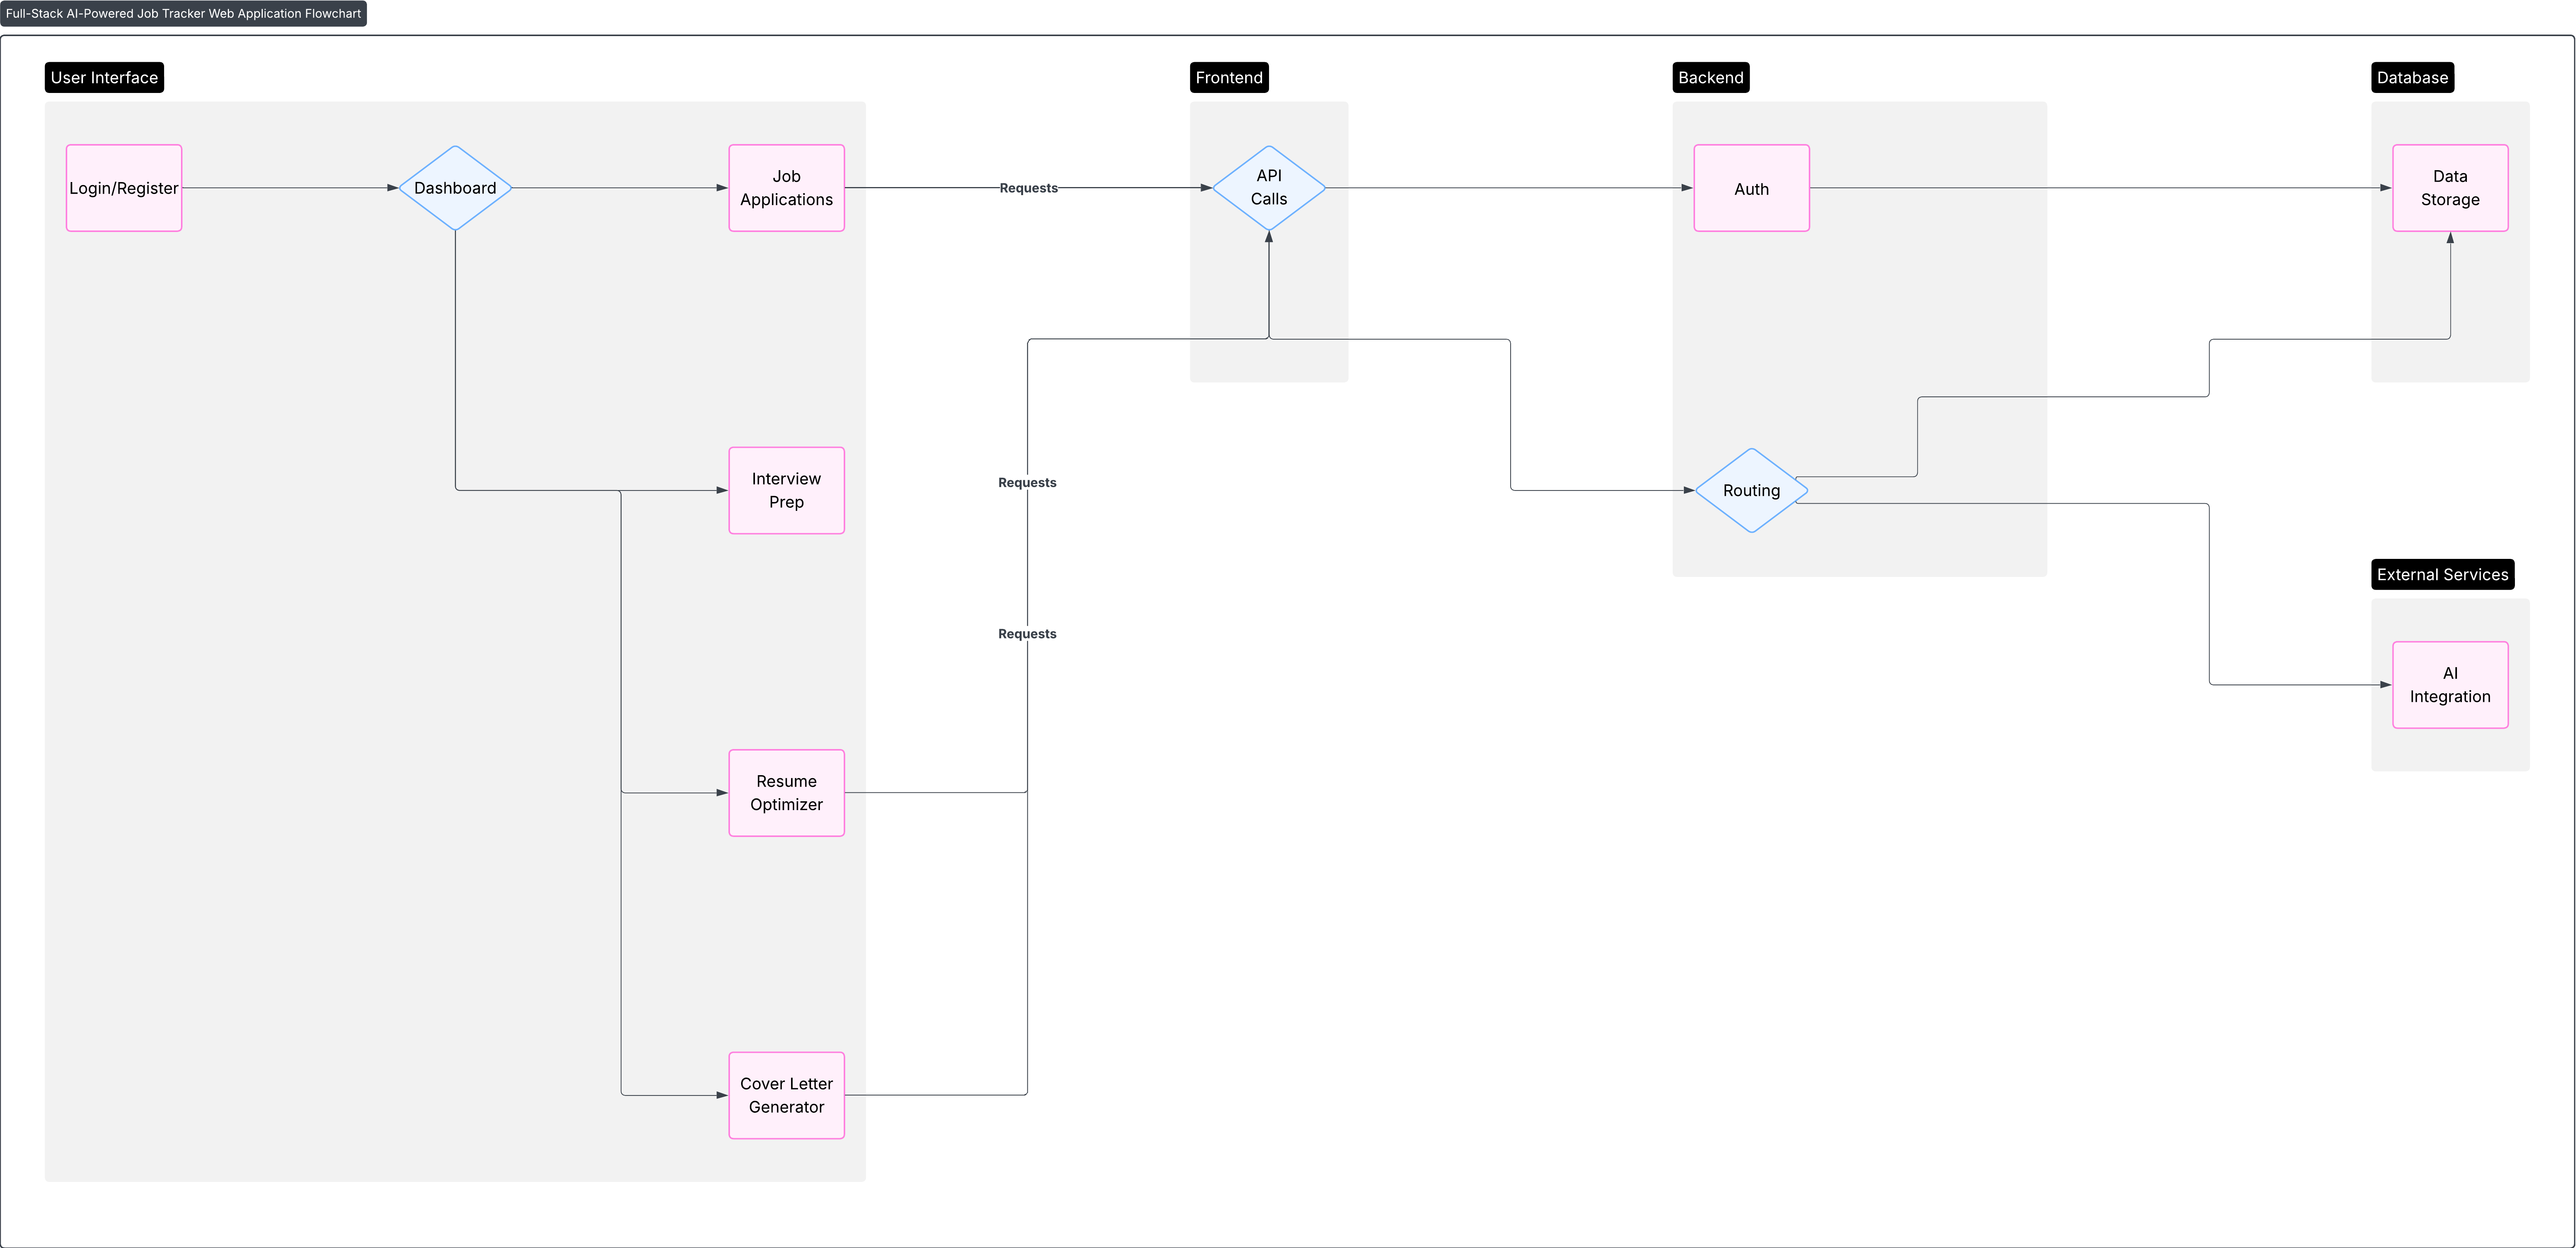 Full-Stack AI-Powered Job Tracker Web Application Flowchart
User Interface
Frontend
Backend
Database
Login/Register
Dashboard
Job
Applications
Requests
API
Calls
Auth
Data
Storage
Interview
Prep
Requests
Routing
External Services
Requests
AI
Integration
Resume
Optimizer
Cover Letter
Generator